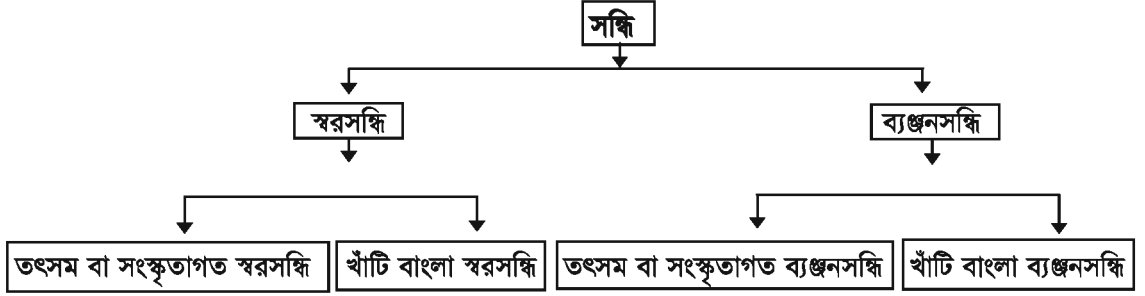 সন্ধি
স্বরসন্ধি ব্যঞ্জনসন্ধি
তৎসম বা সংস্কৃতাগত স্বরসন্ধি খাঁটি বাংলা স্বরসন্ধি তৎসম বা সংস্কৃতাগত ব্যঞ্জনসন্ধি খাঁটি বাংলা ব্যঞ্জনসন্ধি